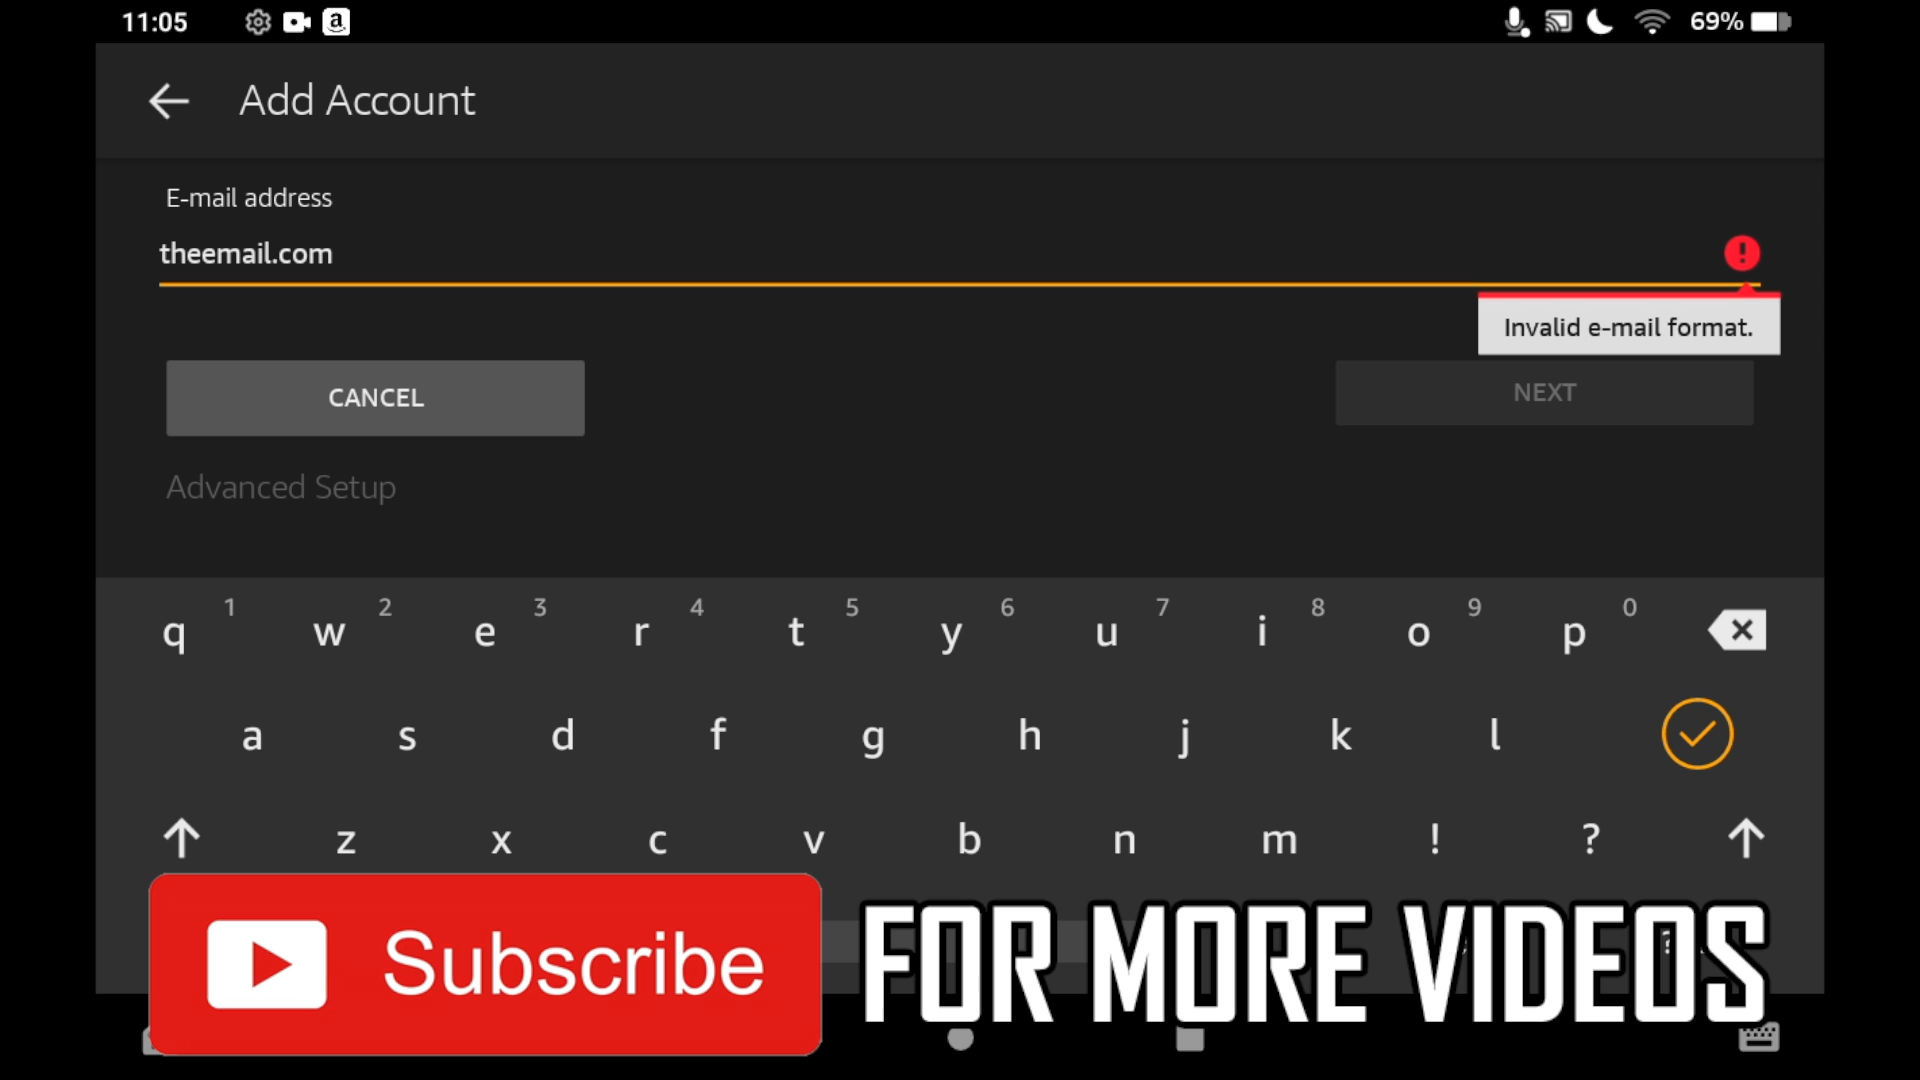 11:05 69%
Add Account
E-mail address
theemail.com
!
Invalid e-mail format.
CANCEL NEXT
Advanced Setup
1 2 3 4 5 6 7 8 9 0
q w e r t y u i o p
a s d f g h j k l
z x c v b n m ! ?
Subscribe FOR MORE VIDEOS